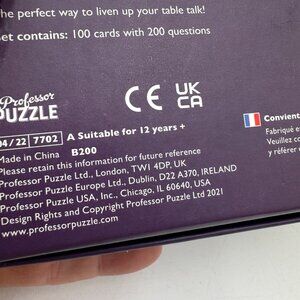 the perfect way to liven up your table talk!
Set contains: 100 cards with 200 questions
Professor
PUZZLE
04/22 7702
CE UK
CA
A Suitable for 12 years +
Made in China B200
Please retain this information for future reference
Professor Puzzle Ltd., London, TW1 4DP, UK
Professor Puzzle Europe Ltd., Dublin, D22 A370, IRELAND
Professor Puzzle USA, Inc., Chicago, IL 60640, USA
Design Rights and Copyright Professor Puzzle Ltd 2021
www.professorpuzzle.com
Convient
Fabriqué e
Veuillez co
y référer e